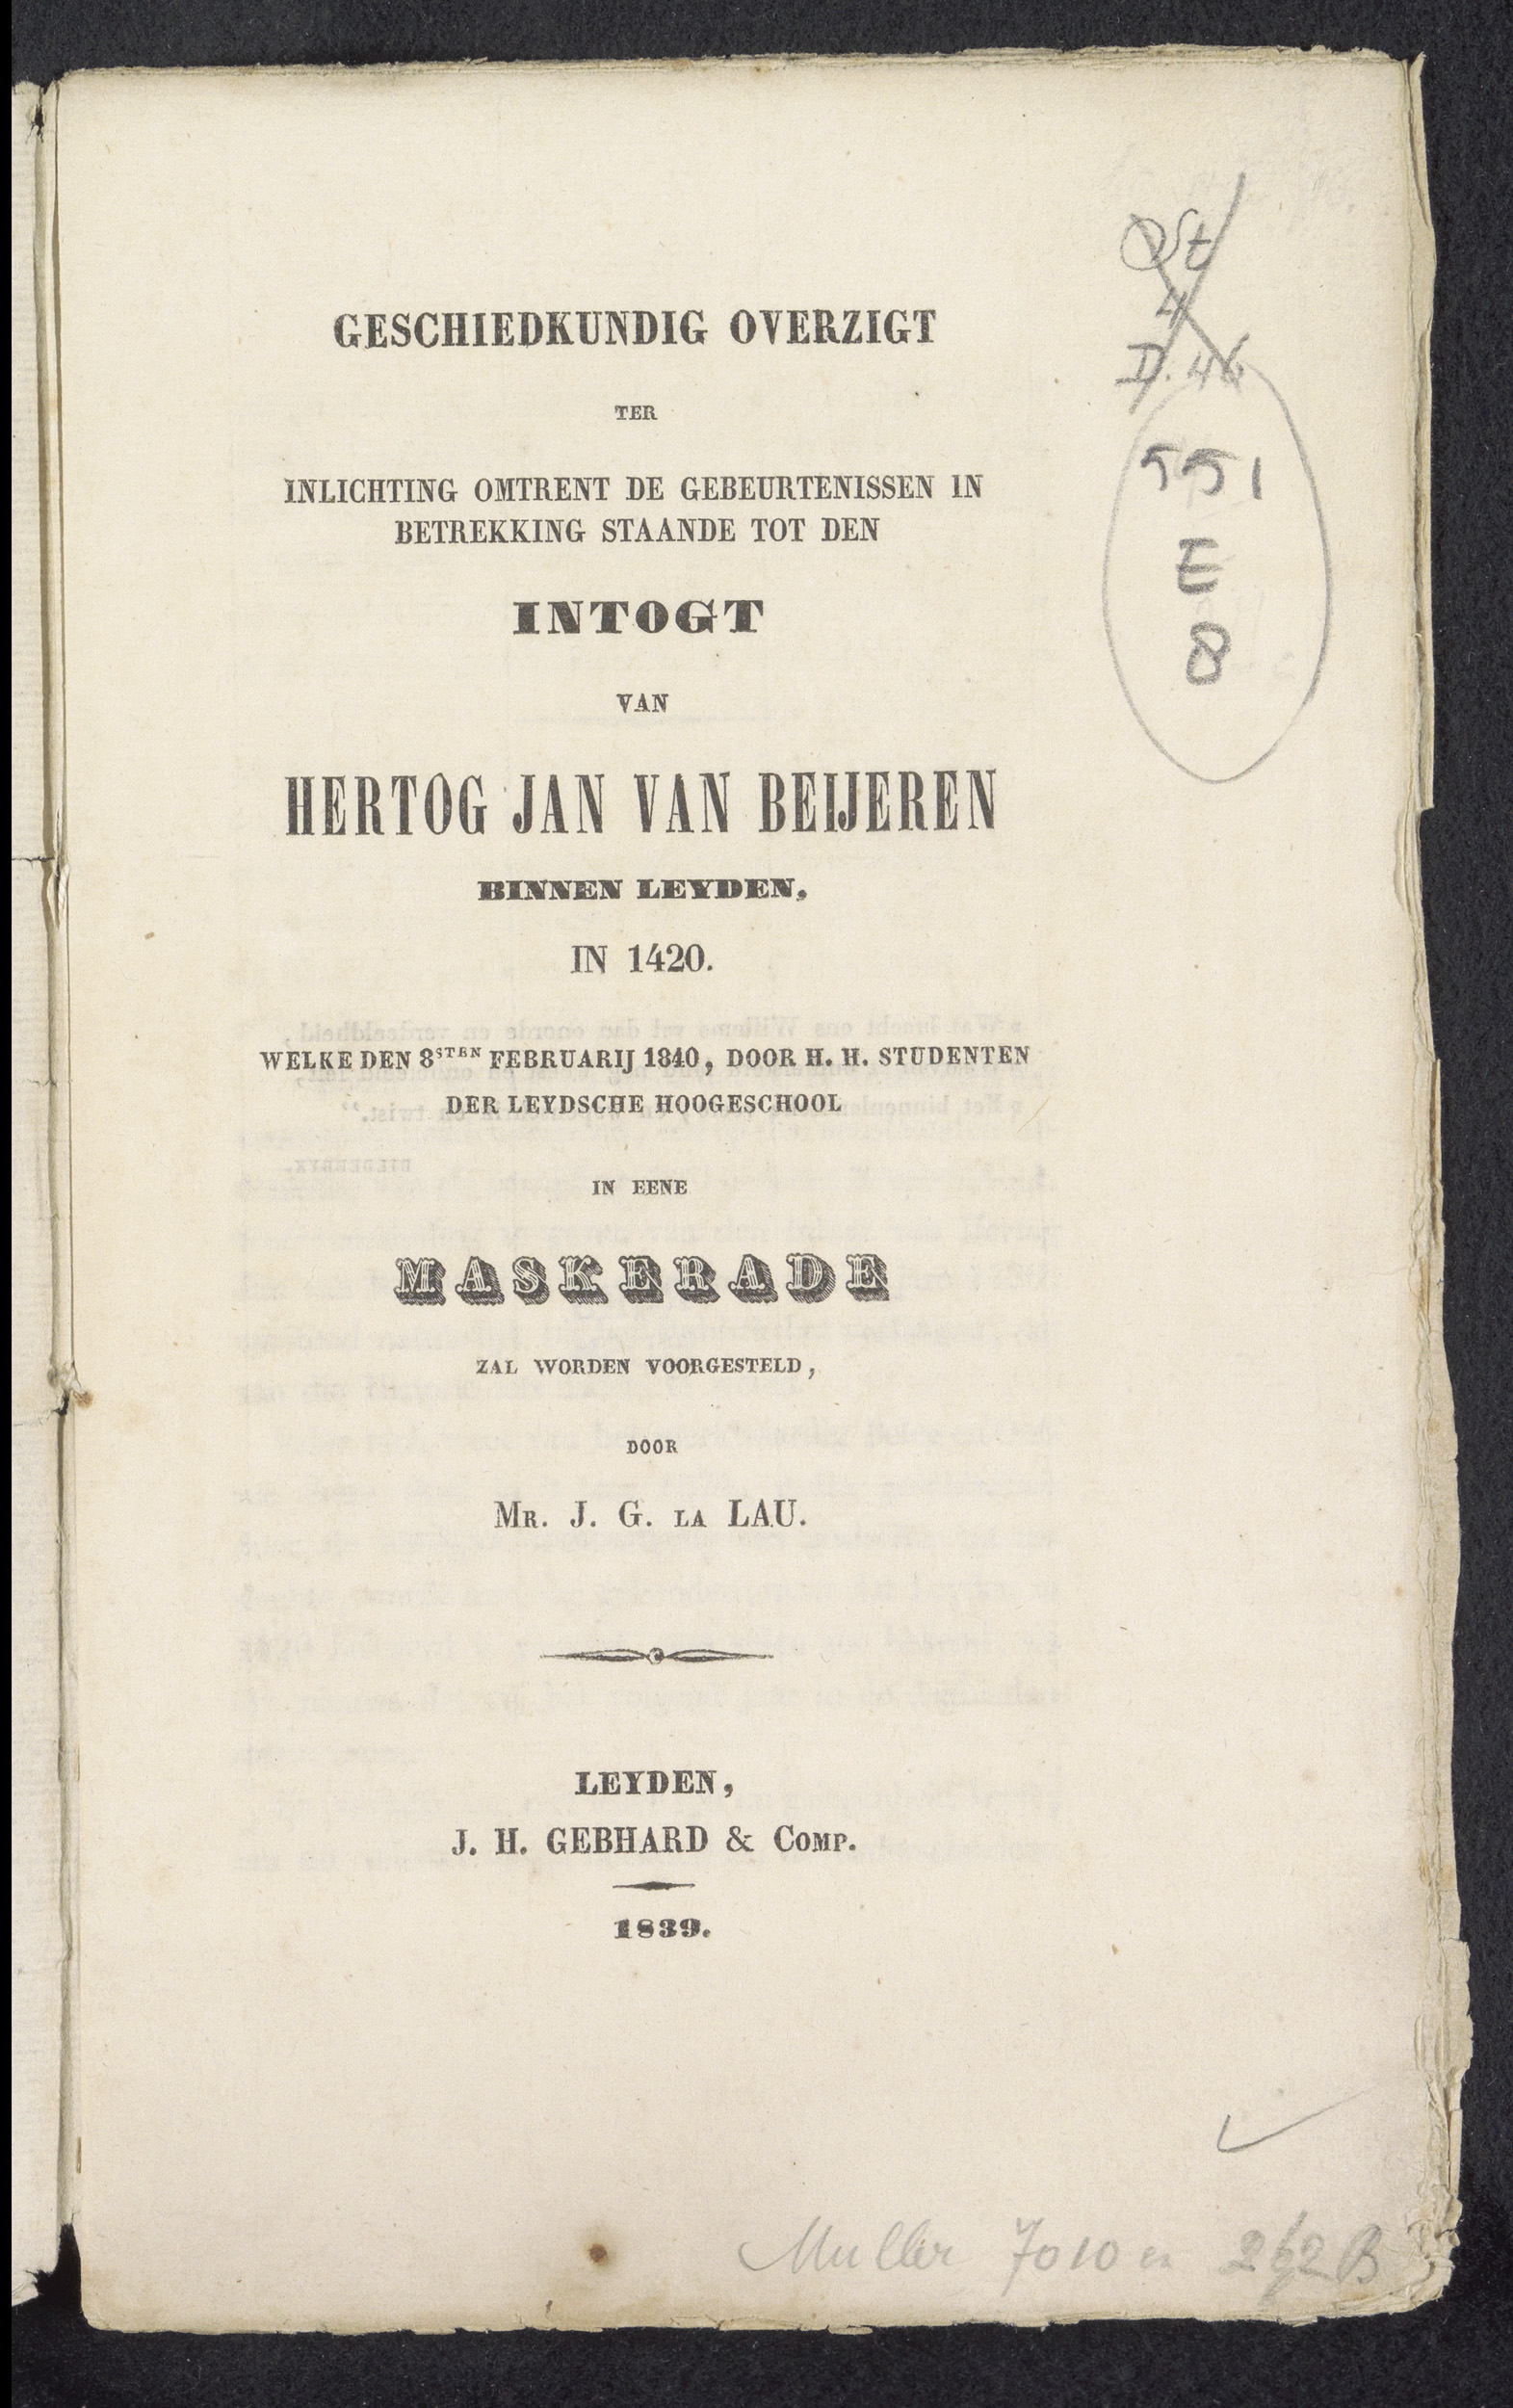 GESCHIEDKUNDIG OVERZIGT
TER
INLICHTING OMTRENT DE GEBEURTENISSEN IN
BETREKKING STAANDE TOT DEN
INTOGT
VAN
HERTOG JAN VAN BEIJEREN
BINNEN LEYDEN,
IN 1420.
WELKE DEN 8STEN FEBRUARIJ 1840, DOOR H. H. STUDENTEN
DER LEYDSCHE HOOGESCHOOL
IN EENE
MASKERADE
ZAL WORDEN VOORGESTELD,
DOOR
MR. J. G. LA LAU.
LEYDEN,
J. H. GEBHARD & COMP.
1839.
4
D. 46
551
E
8
Muller 7010